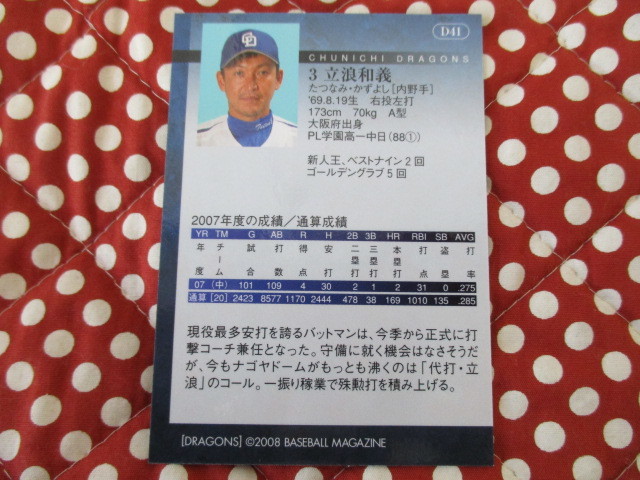 D41
CHUNICHI DRAGONS
3 立浪和義
たつなみ・かずよし[内野手]
'69.8.19生 右投左打
173cm 70kg A型
大阪府出身
PL学園高ー中日(88①)
新人王、ベストナイン2回
ゴールデングラブ5回
2007年度の成績/通算成績
YR TM G AB R H 2B 3B HR RBI SB AVG
年度 チーム 試合 打数 得点 安打 二塁打 三塁打 本塁打 打点 盗塁 打率
07 (中) 101 109 4 30 2 1 2 31 0 .275
通算 [20] 2423 8577 1170 2444 478 38 169 1010 135 .285
現役最多安打を誇るバットマンは、今季から正式に打
撃コーチ兼任となった。守備に就く機会はなさそうだ
が、今もナゴヤドームがもっとも沸くのは「代打・立
浪」のコール。一振り稼業で殊勲打を積み上げる。
[DRAGONS] ©2008 BASEBALL MAGAZINE